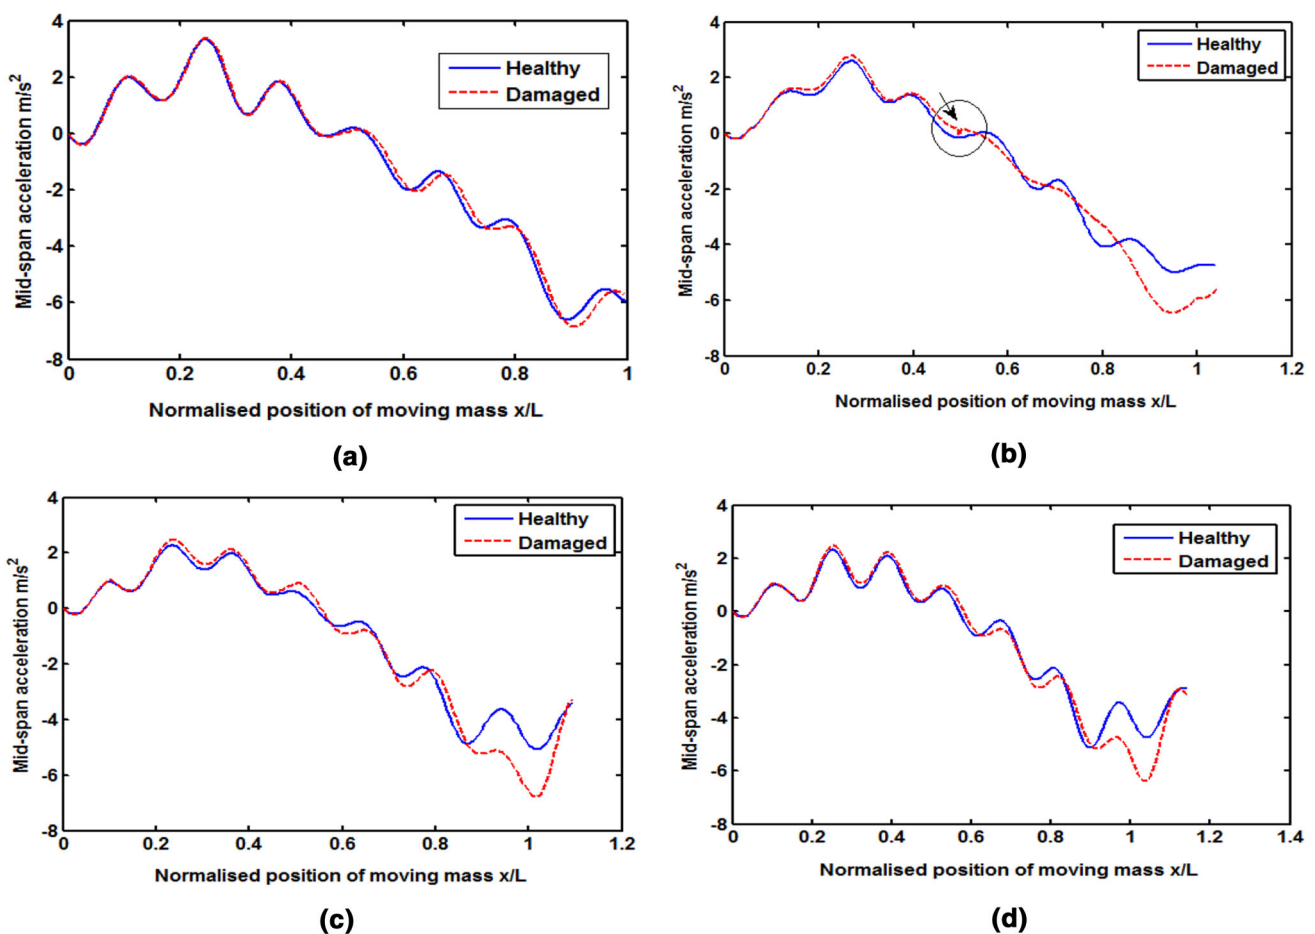 4
2
0
-2
-4
-6
-8
0
0.2
0.4
0.6
0.8
1
Mid-span acceleration m/s²
Normalised position of moving mass x/L
Healthy
Damaged
(a)
4
2
0
-2
-4
-6
-8
0
0.2
0.4
0.6
0.8
1
1.2
Mid-span acceleration m/s²
Normalised position of moving mass x/L
Healthy
Damaged
(b)
4
2
0
-2
-4
-6
-8
0
0.2
0.4
0.6
0.8
1
1.2
Mid-span acceleration m/s²
Normalised position of moving mass x/L
Healthy
Damaged
(c)
4
2
0
-2
-4
-6
-8
0
0.2
0.4
0.6
0.8
1
1.2
1.4
Mid-span acceleration m/s²
Normalised position of moving mass x/L
Healthy
Damaged
(d)